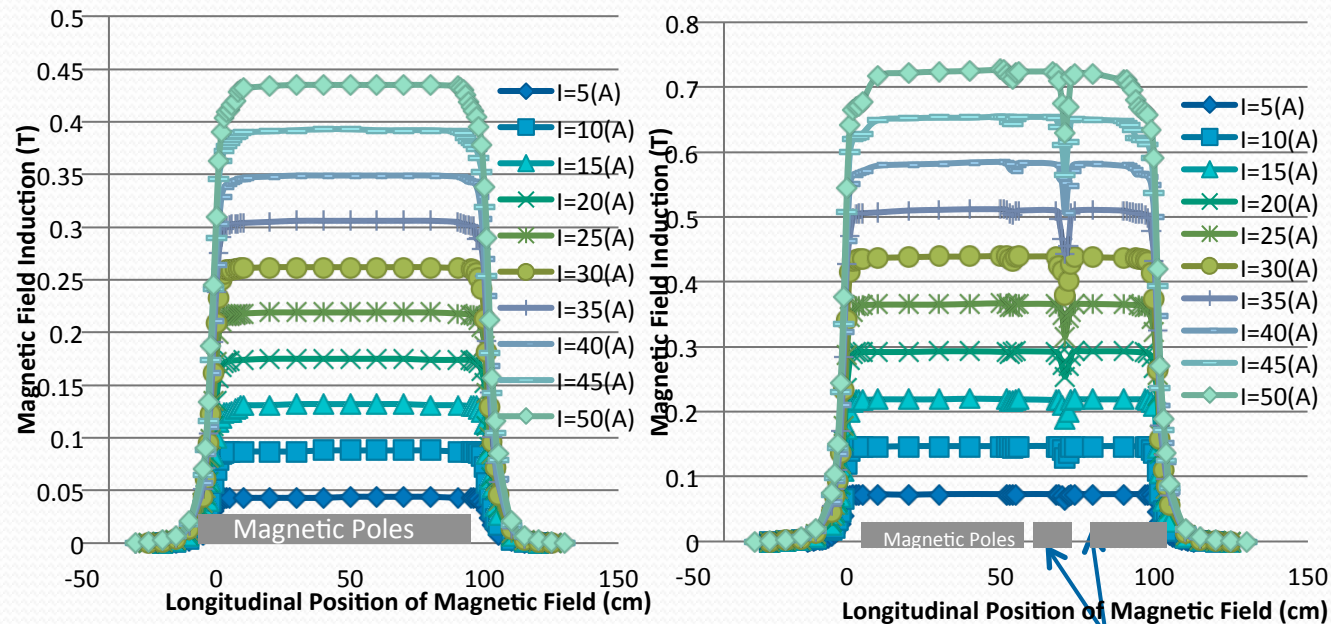 0.5
0.45
0.4
0.35
0.3
0.25
0.2
0.15
0.1
0.05
0
Magnetic Field Induction (T)
I=5(A)
I=10(A)
I=15(A)
I=20(A)
I=25(A)
I=30(A)
I=35(A)
I=40(A)
I=45(A)
I=50(A)
Magnetic Poles
-50 0 50 100 150
Longitudinal Position of Magnetic Field (cm)
0.8
0.7
0.6
0.5
0.4
0.3
0.2
0.1
0
Magnetic Field Induction (T)
I=5(A)
I=10(A)
I=15(A)
I=20(A)
I=25(A)
I=30(A)
I=35(A)
I=40(A)
I=45(A)
I=50(A)
Magnetic Poles
-50 0 50 100 150
Longitudinal Position of Magnetic Field (cm)